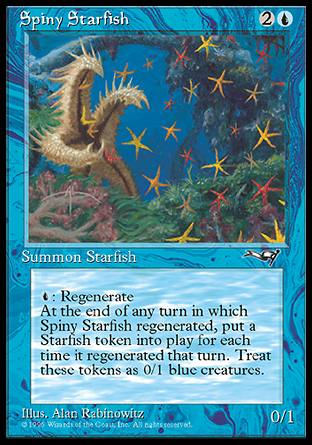 Spiny Starfish 2
Summon Starfish
: Regenerate
At the end of any turn in which
Spiny Starfish regenerated, put a
Starfish token into play for each
time it regenerated that turn. Treat
these tokens as 0/1 blue creatures.
Illus. Alan Rabinowitz
© 1996 Wizards of the Coast, Inc. All rights reserved.
0/1